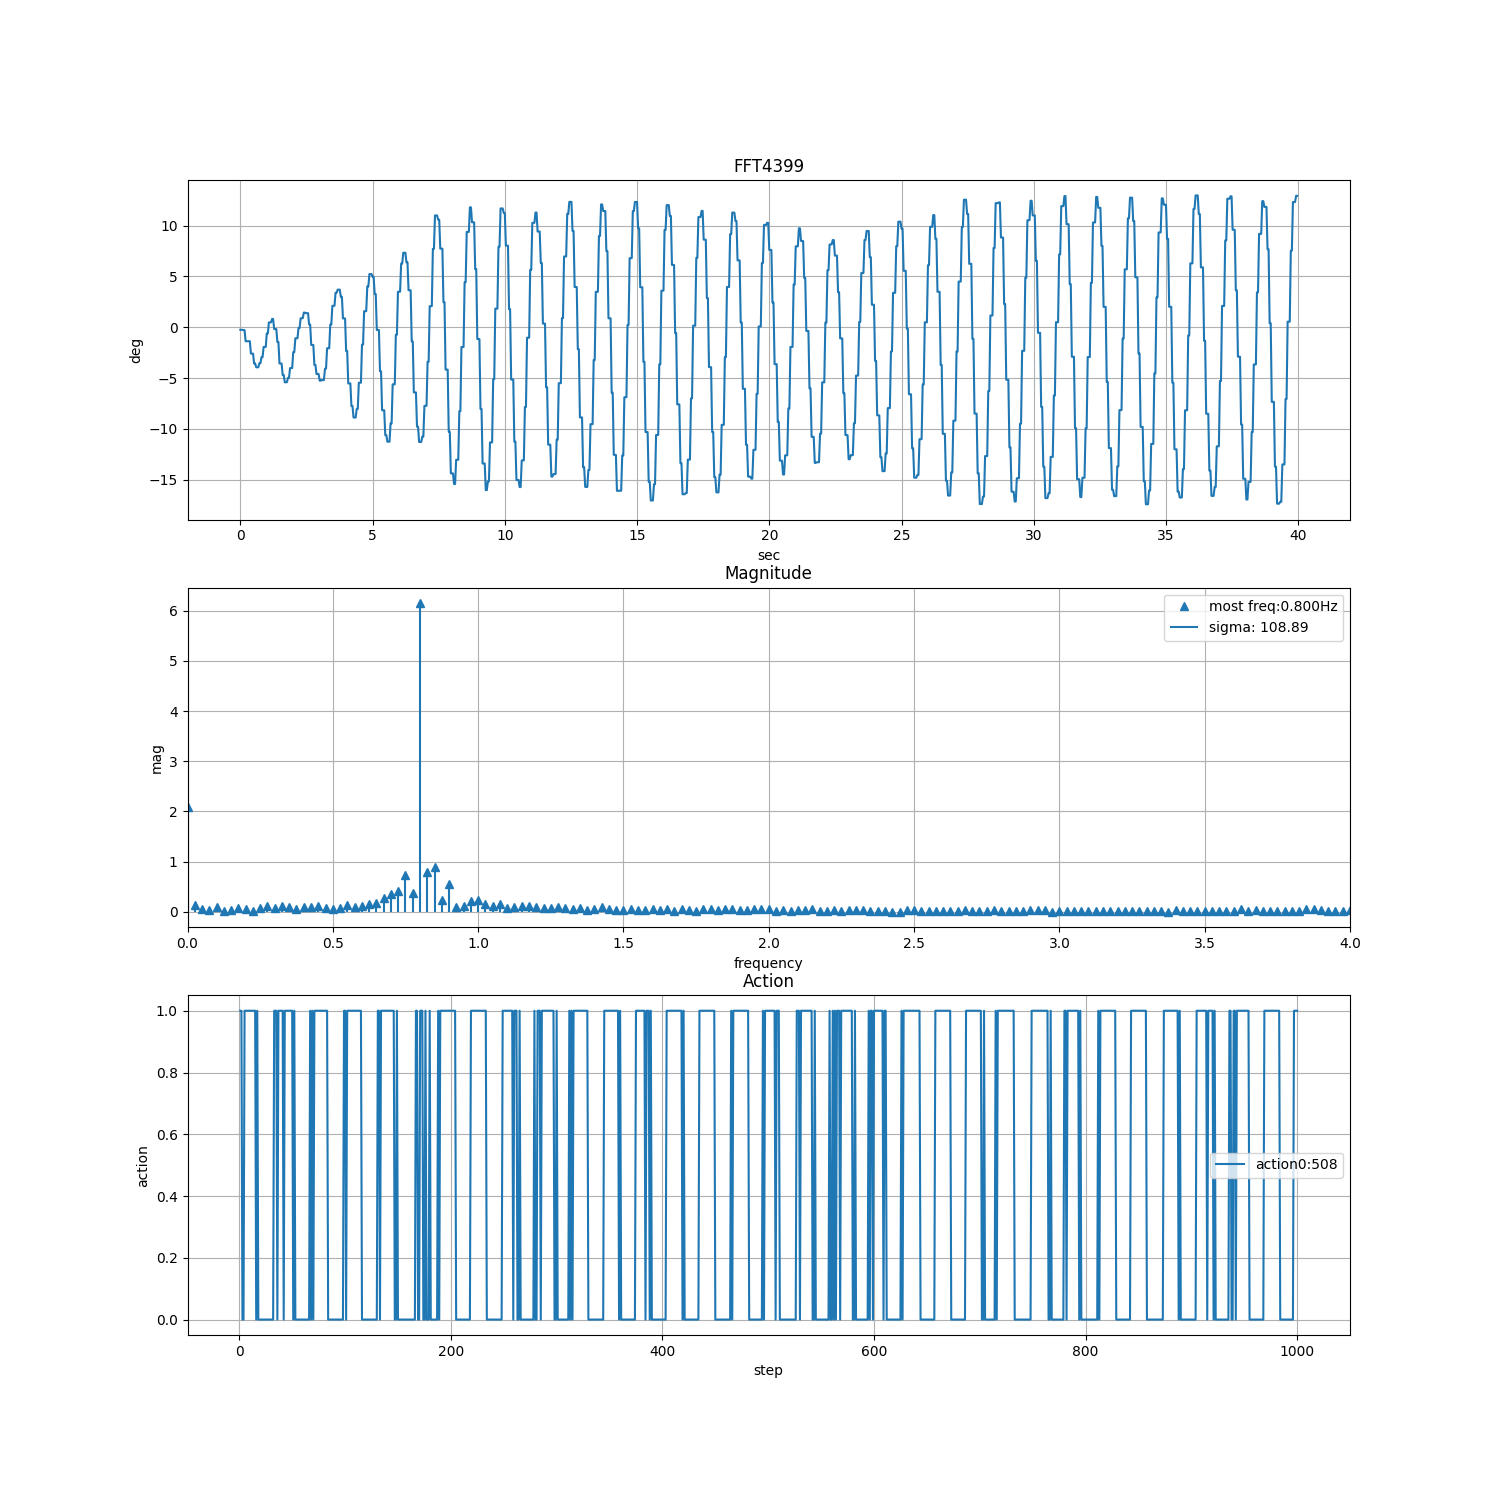 FFT4399
10
5
0
−5
−10
−15
deg
0 5 10 15 20 25 30 35 40
sec
Magnitude
most freq:0.800Hz
sigma: 108.89
6
5
4
3
2
1
0
mag
0.0 0.5 1.0 1.5 2.0 2.5 3.0 3.5 4.0
frequency
Action
1.0
0.8
0.6
0.4
0.2
0.0
action
action0:508
0 200 400 600 800 1000
step